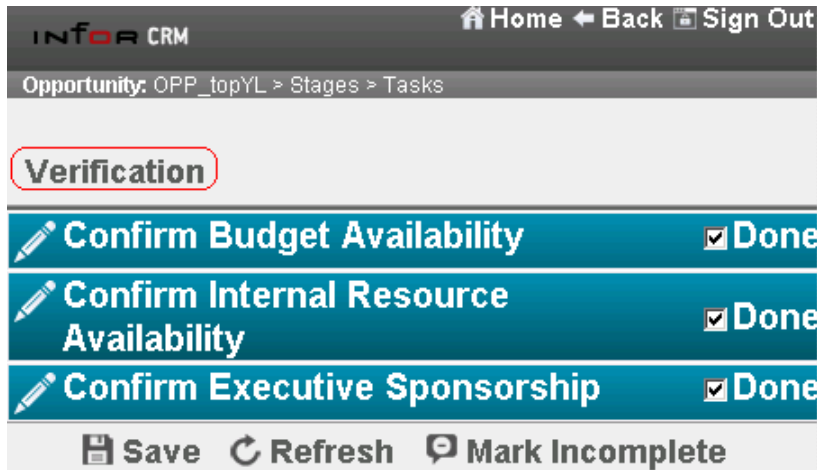 infor CRM
Home Back Sign Out
Opportunity: OPP_topYL > Stages > Tasks
Verification
Confirm Budget Availability Done
Confirm Internal Resource
Availability
Done
Confirm Executive Sponsorship Done
Save Refresh Mark Incomplete